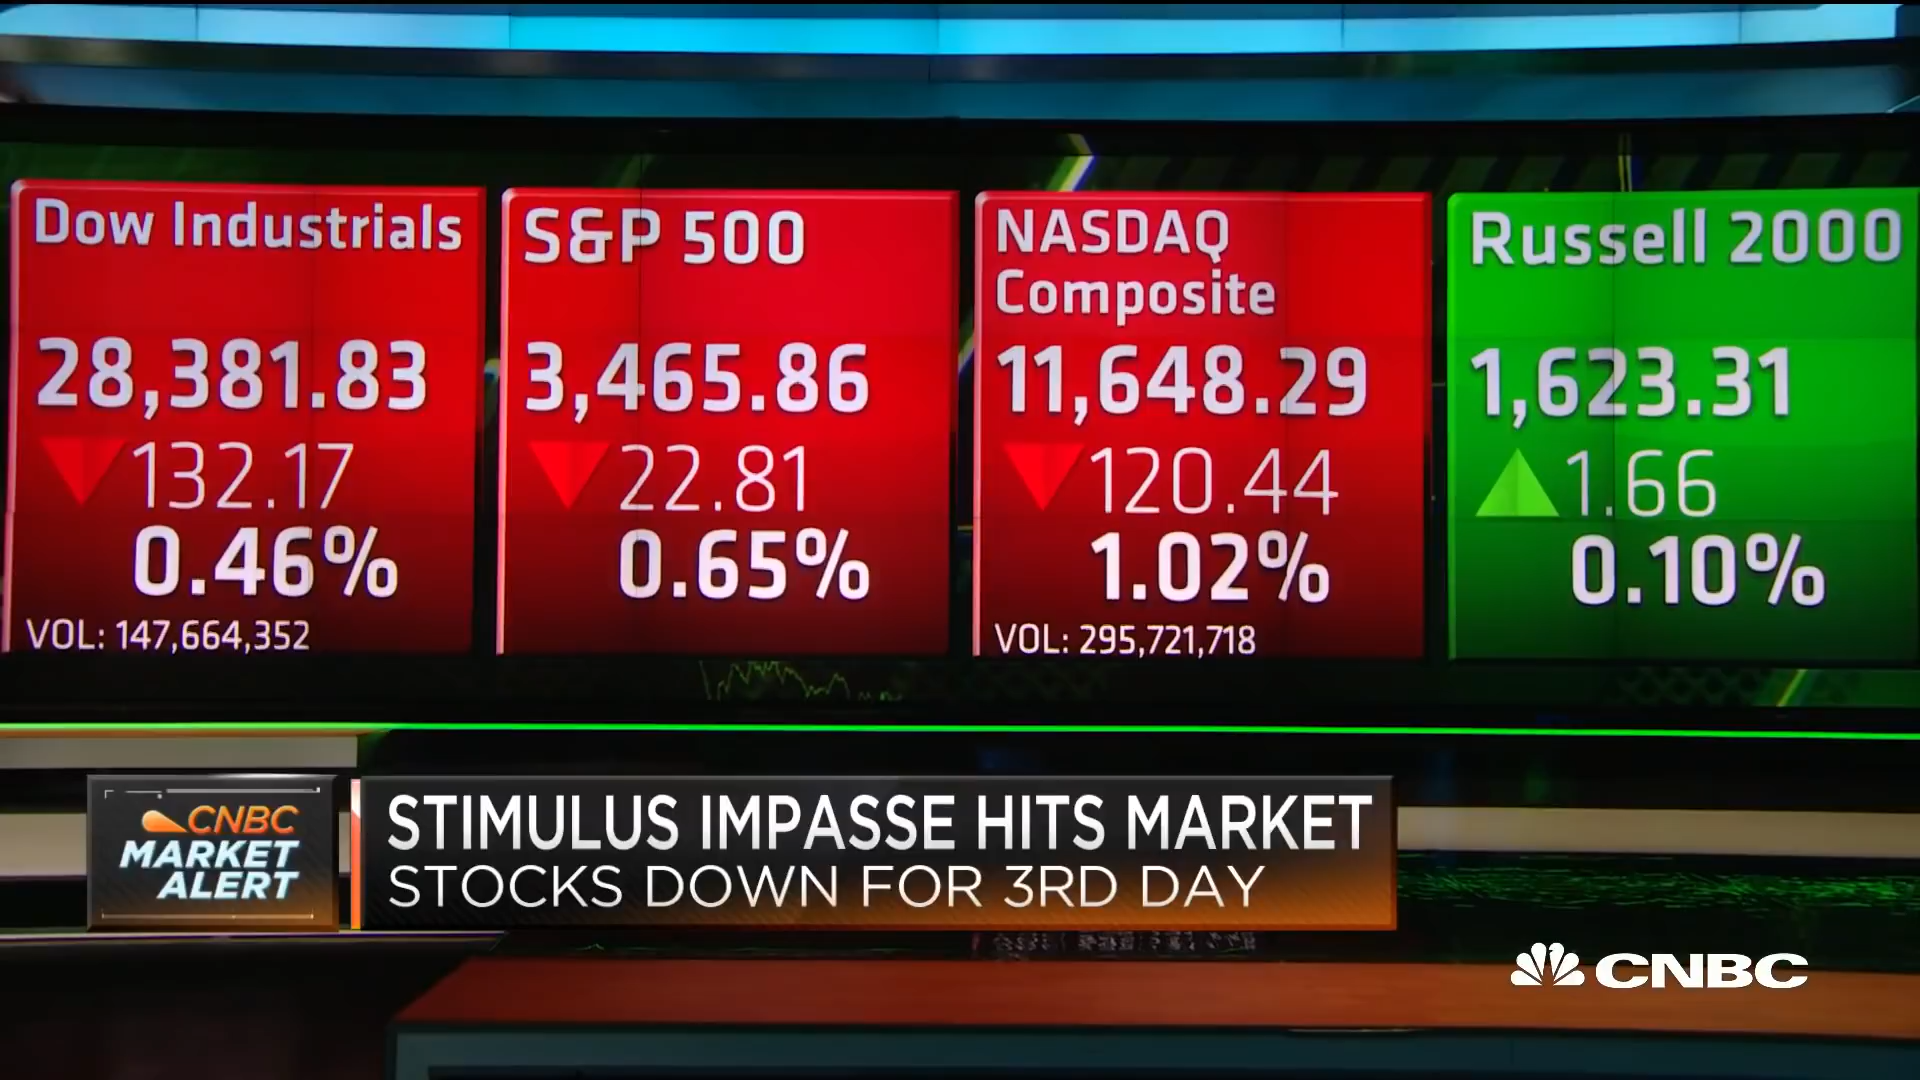 Dow Industrials
28,381.83
132.17
0.46%
VOL: 147,664,352
S&P 500
3,465.86
22.81
0.65%
NASDAQ
Composite
11,648.29
120.44
1.02%
VOL: 295,721,718
Russell 2000
1,623.31
1.66
0.10%
CNBC
MARKET
ALERT
STIMULUS IMPASSE HITS MARKET
STOCKS DOWN FOR 3RD DAY
CNBC